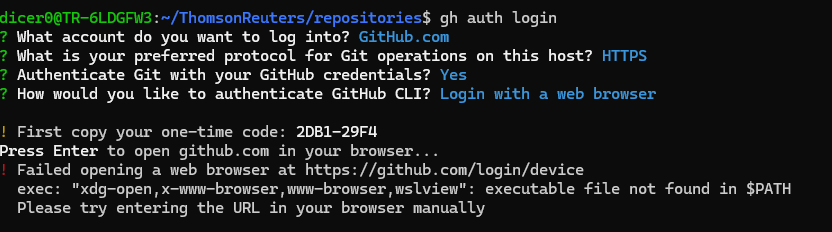 dicer0@TR-6LDGFW3:~/ThomsonReuters/repositories$ gh auth login
? What account do you want to log into? GitHub.com
? What is your preferred protocol for Git operations on this host? HTTPS
? Authenticate Git with your GitHub credentials? Yes
? How would you like to authenticate GitHub CLI? Login with a web browser
! First copy your one-time code: 2DB1-29F4
Press Enter to open github.com in your browser...
! Failed opening a web browser at https://github.com/login/device
exec: "xdg-open,x-www-browser,www-browser,wslview": executable file not found in $PATH
Please try entering the URL in your browser manually